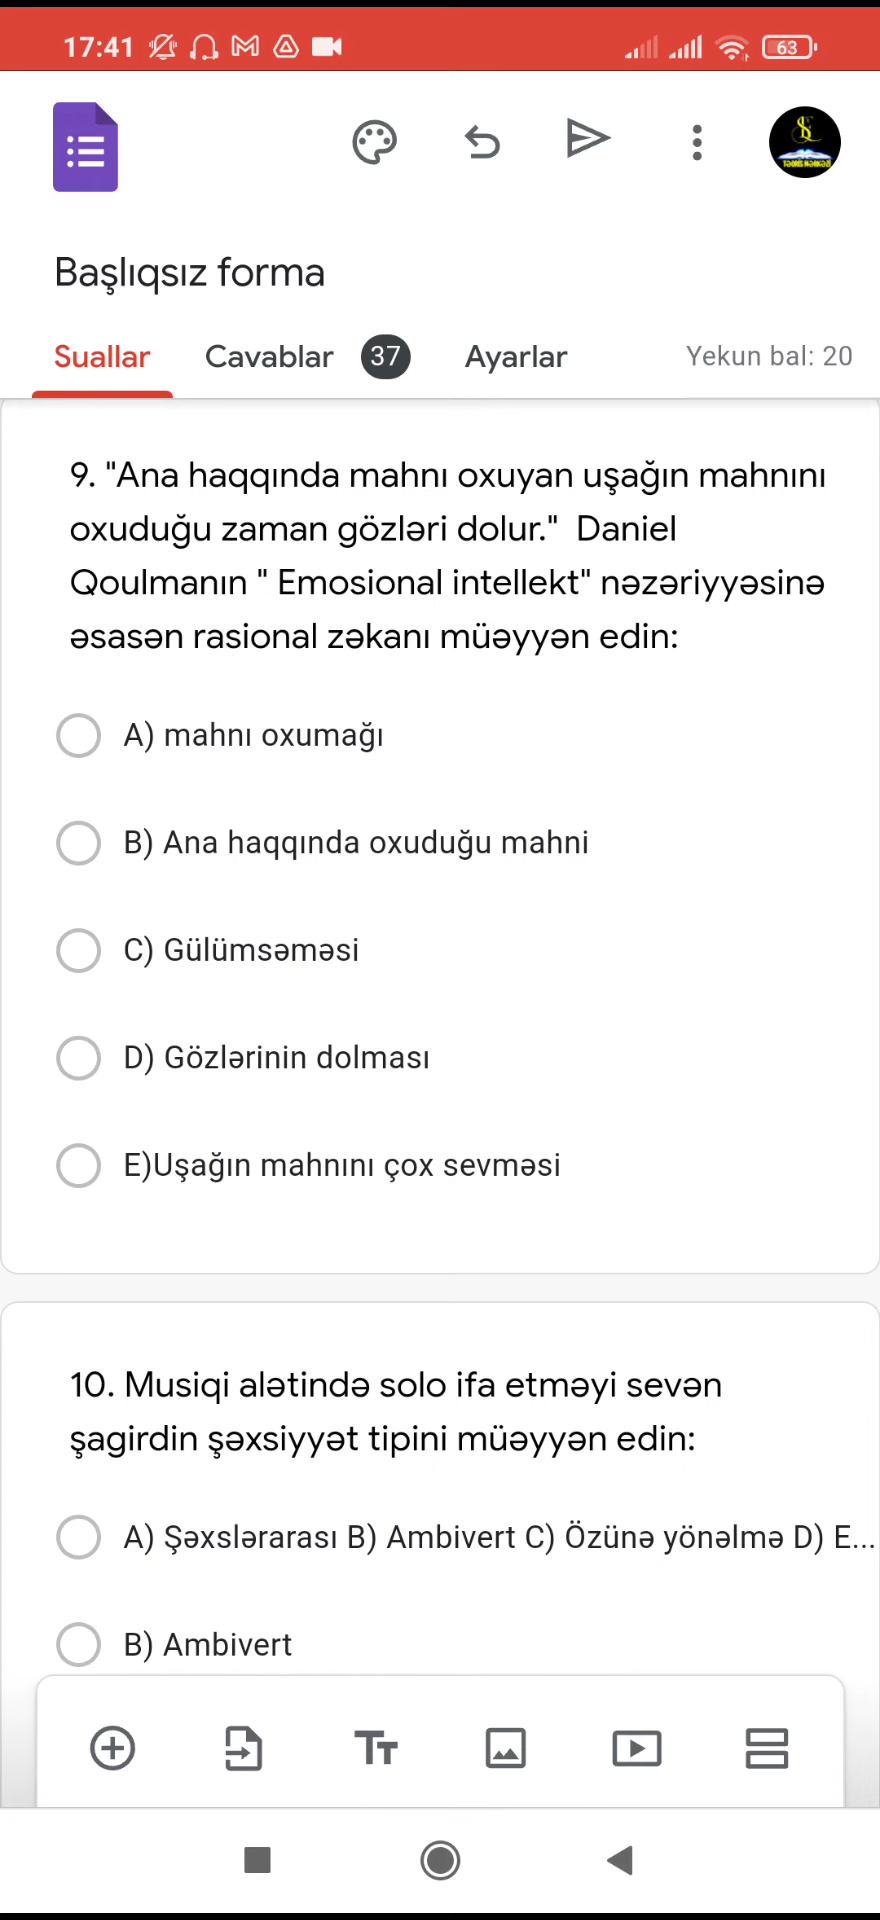 17:41
63
TƏDRİS MƏRKƏZİ
Başlıqsız forma
Suallar Cavablar 37 Ayarlar Yekun bal: 20
9. "Ana haqqında mahnı oxuyan uşağın mahnını
oxuduğu zaman gözləri dolur."  Daniel
Qoulmanın " Emosional intellekt" nəzəriyyəsinə
əsasən rasional zəkanı müəyyən edin:
A) mahnı oxumağı
B) Ana haqqında oxuduğu mahni
C) Gülümsəməsi
D) Gözlərinin dolması
E)Uşağın mahnını çox sevməsi
10. Musiqi alətində solo ifa etməyi sevən
şagirdin şəxsiyyət tipini müəyyən edin:
A) Şəxslərarası B) Ambivert C) Özünə yönəlmə D) E...
B) Ambivert